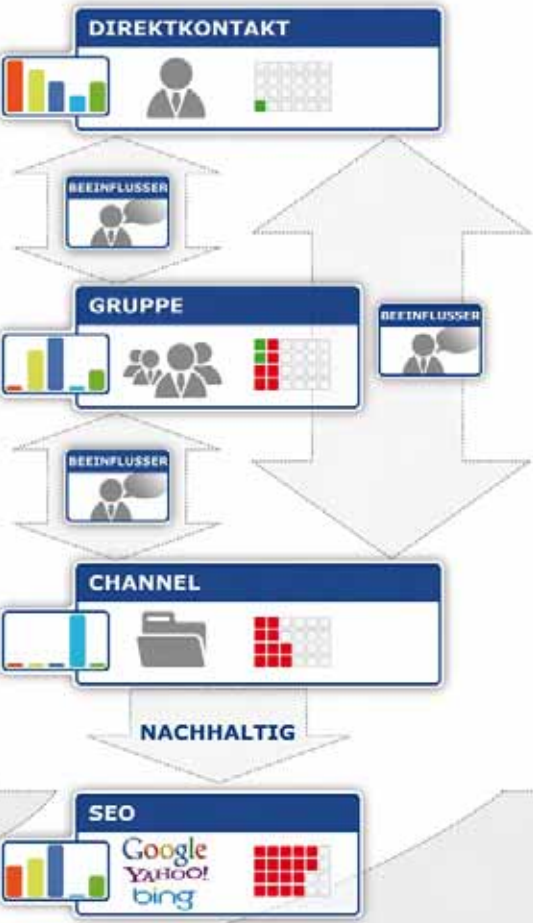 DIREKTKONTAKT
BEEINFLUSSER
GRUPPE
BEEINFLUSSER
BEEINFLUSSER
CHANNEL
NACHHALTIG
SEO
Google
YAHOO!
bing